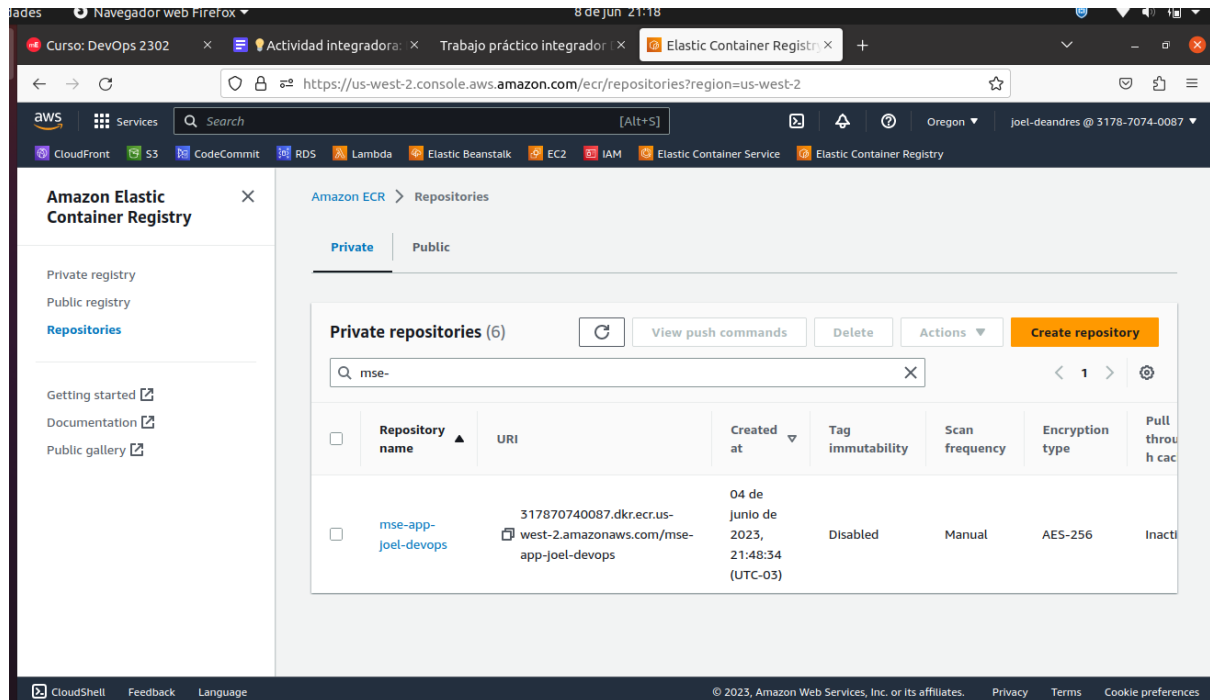 dades Navegador web Firefox 8 de jun 21:18
Curso: DevOps 2302 Actividad integradora: Trabajo práctico integrador ( Elastic Container Registry
https://us-west-2.console.aws.amazon.com/ecr/repositories?region=us-west-2
aws Services Search [Alt+S] Oregon joel-deandres @ 3178-7074-0087
CloudFront S3 CodeCommit RDS Lambda Elastic Beanstalk EC2 IAM Elastic Container Service Elastic Container Registry
Amazon Elastic
Container Registry
Private registry
Public registry
Repositories
Getting started
Documentation
Public gallery
Amazon ECR > Repositories
Private Public
Private repositories (6) View push commands Delete Actions Create repository
mse- 1
Repository
name
URI
Created
at
Tag
immutability
Scan
frequency
Encryption
type
Pull
throu
h cac
mse-app-
joel-devops
317870740087.dkr.ecr.us-
west-2.amazonaws.com/mse-
app-joel-devops
04 de
junio de
2023,
21:48:34
(UTC-03)
Disabled
Manual
AES-256
Inacti
CloudShell Feedback Language © 2023, Amazon Web Services, Inc. or its affiliates. Privacy Terms Cookie preferences